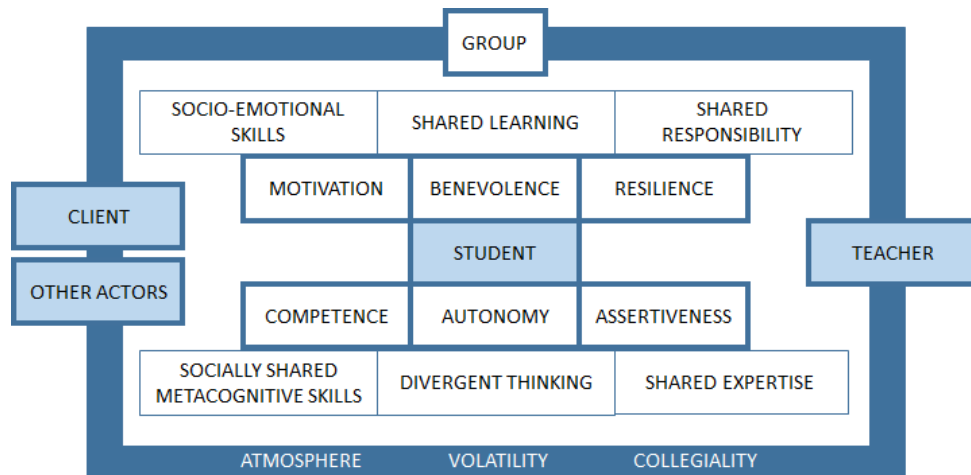 GROUP
SOCIO-EMOTIONAL
SKILLS
SHARED LEARNING
SHARED
RESPONSIBILITY
MOTIVATION
BENEVOLENCE
RESILIENCE
CLIENT
OTHER ACTORS
STUDENT
TEACHER
COMPETENCE
AUTONOMY
ASSERTIVENESS
SOCIALLY SHARED
METACOGNITIVE SKILLS
DIVERGENT THINKING
SHARED EXPERTISE
ATMOSPHERE
VOLATILITY
COLLEGIALITY